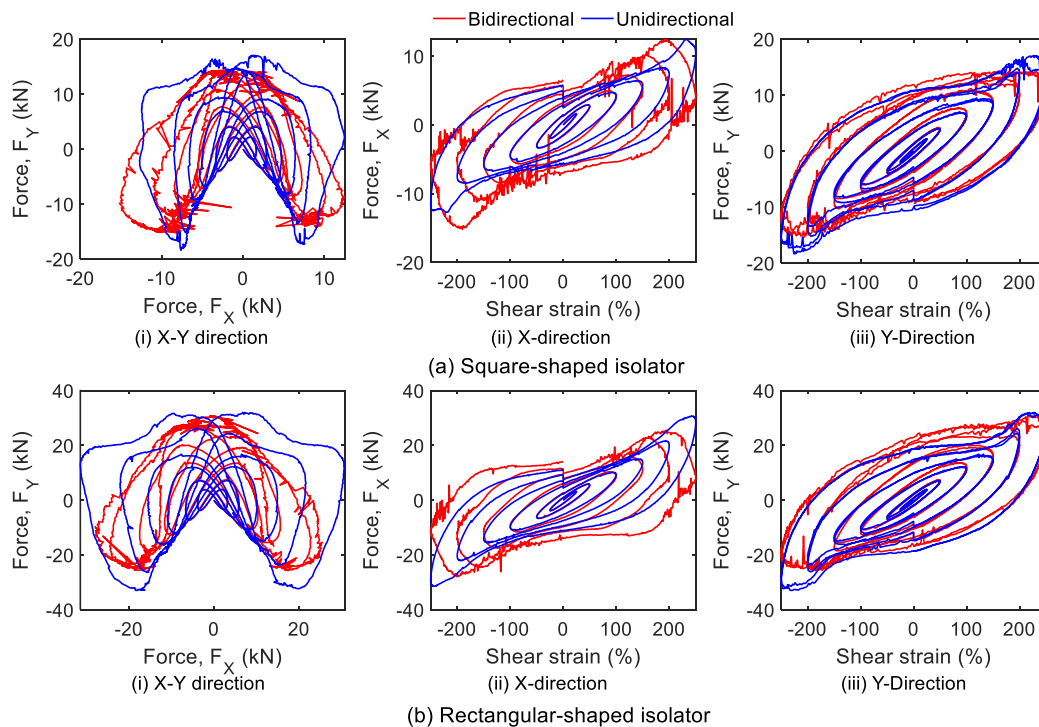 Bidirectional Unidirectional
20 10 0 -10 -20
Force, F_Y (kN)
-20 -10 0 10
Force, F_X (kN)
(i) X-Y direction
10 0 -10 -20
Force, F_X (kN)
-200 -100 0 100 200
Shear strain (%)
(ii) X-direction
20 10 0 -10 -20
Force, F_Y (kN)
-200 -100 0 100 200
Shear strain (%)
(iii) Y-Direction
(a) Square-shaped isolator
40 20 0 -20 -40
Force, F_Y (kN)
-20 0 20
Force, F_X (kN)
(i) X-Y direction
40 20 0 -20 -40
Force, F_X (kN)
-200 -100 0 100 200
Shear strain (%)
(ii) X-direction
40 20 0 -20 -40
Force, F_Y (kN)
-200 -100 0 100 200
Shear strain (%)
(iii) Y-Direction
(b) Rectangular-shaped isolator